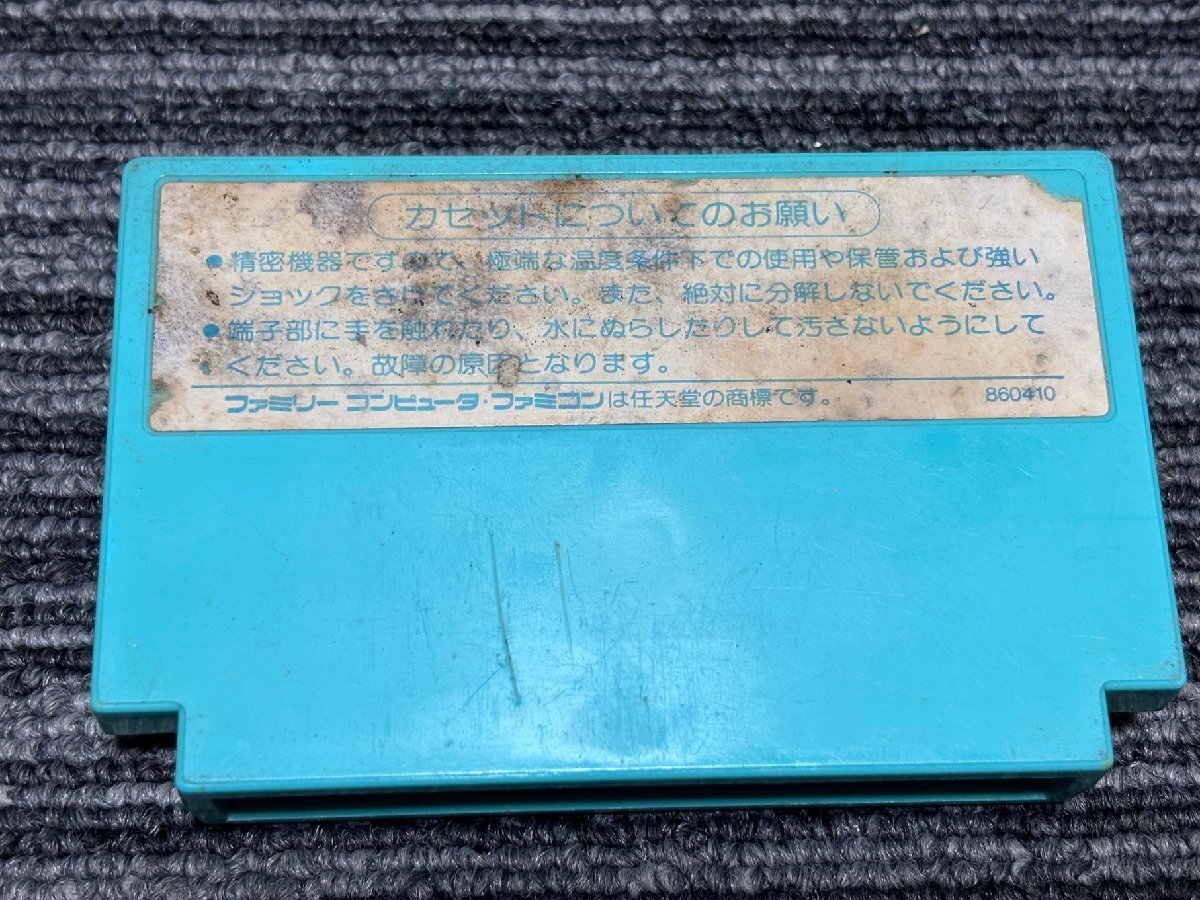 カセットについてのお願い
● 精密機器ですので、極端な温度条件下での使用や保管および強い
ショックをさけてください。また、絶対に分解しないでください。
● 端子部に手を触れたり、水にぬらしたりして汚さないようにして
ください。故障の原因となります。
ファミリー コンピュータ・ファミコンは任天堂の商標です。 860410